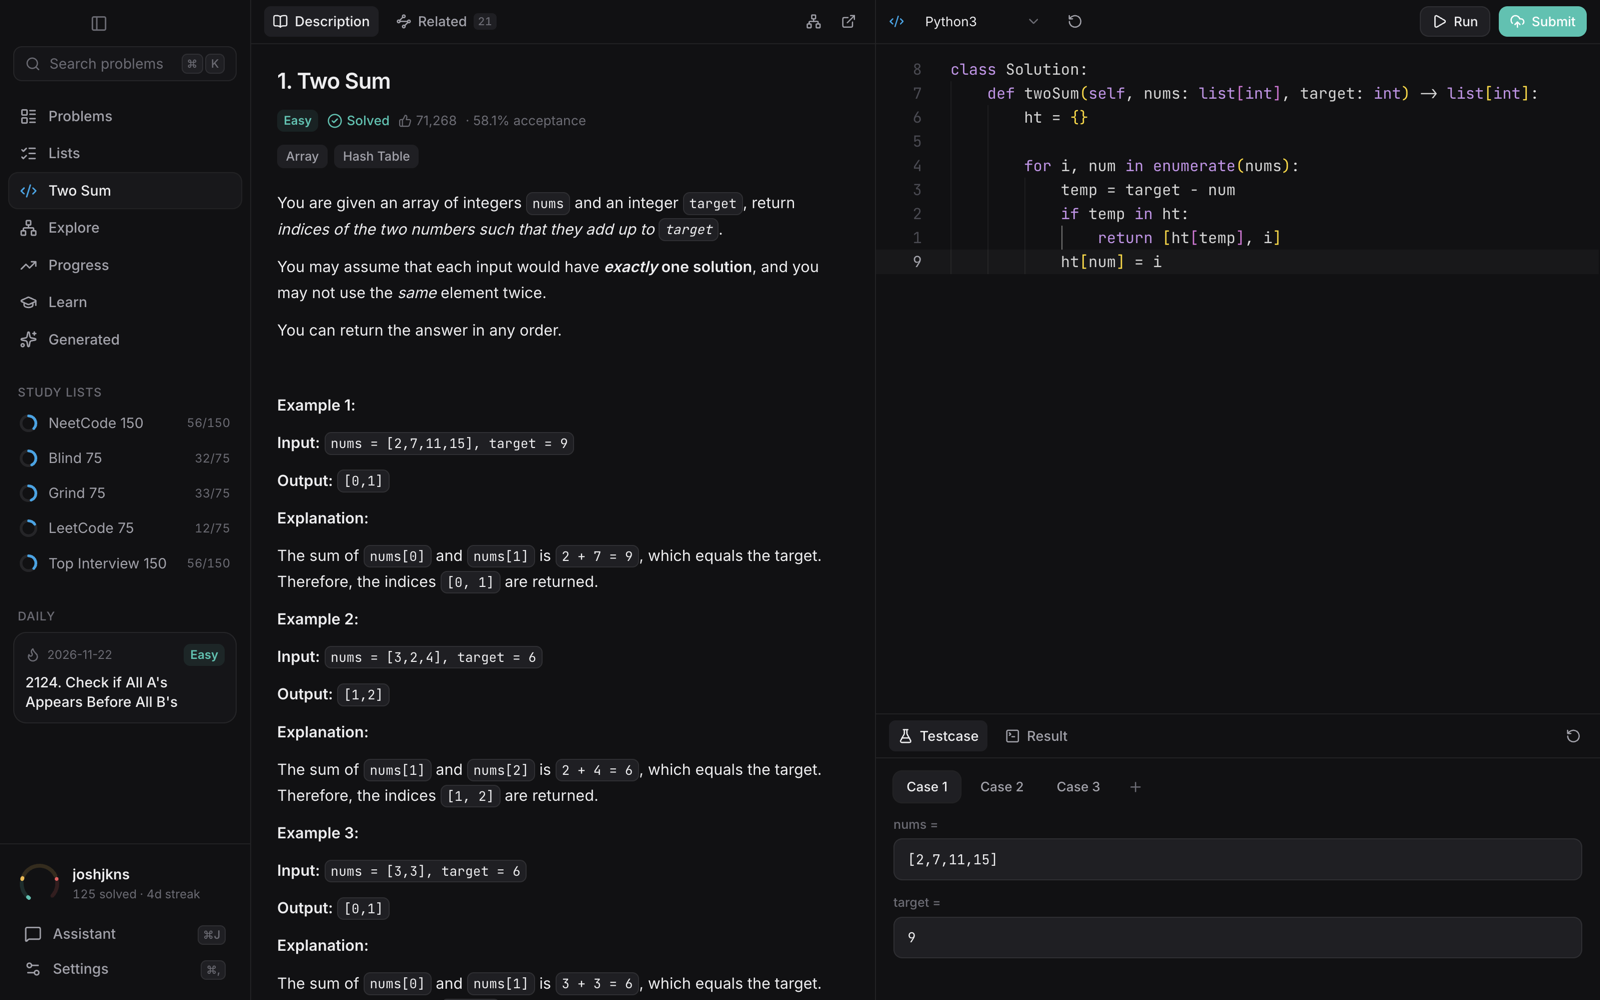 Search problems ⌘ K
Problems
Lists
Two Sum
Explore
Progress
Learn
Generated
STUDY LISTS
NeetCode 150 56/150
Blind 75 32/75
Grind 75 33/75
LeetCode 75 12/75
Top Interview 150 56/150
DAILY
2026-11-22 Easy
2124. Check if All A's
Appears Before All B's
joshjkns
125 solved · 4d streak
Assistant ⌘J
Settings ⌘,
Description Related 21
1. Two Sum
Easy Solved 71,268 · 58.1% acceptance
Array Hash Table
You are given an array of integers nums and an integer target, return
indices of the two numbers such that they add up to target.
You may assume that each input would have exactly one solution, and you
may not use the same element twice.
You can return the answer in any order.
Example 1:
Input: nums = [2,7,11,15], target = 9
Output: [0,1]
Explanation:
The sum of nums[0] and nums[1] is 2 + 7 = 9, which equals the target.
Therefore, the indices [0, 1] are returned.
Example 2:
Input: nums = [3,2,4], target = 6
Output: [1,2]
Explanation:
The sum of nums[1] and nums[2] is 2 + 4 = 6, which equals the target.
Therefore, the indices [1, 2] are returned.
Example 3:
Input: nums = [3,3], target = 6
Output: [0,1]
Explanation:
The sum of nums[0] and nums[1] is 3 + 3 = 6, which equals the target.
</> Python3 Run Submit
8 class Solution:
7 def twoSum(self, nums: list[int], target: int) -> list[int]:
6 ht = {}
5
4 for i, num in enumerate(nums):
3 temp = target - num
2 if temp in ht:
1 return [ht[temp], i]
9 ht[num] = i
Testcase Result
Case 1 Case 2 Case 3 +
nums =
[2,7,11,15]
target =
9